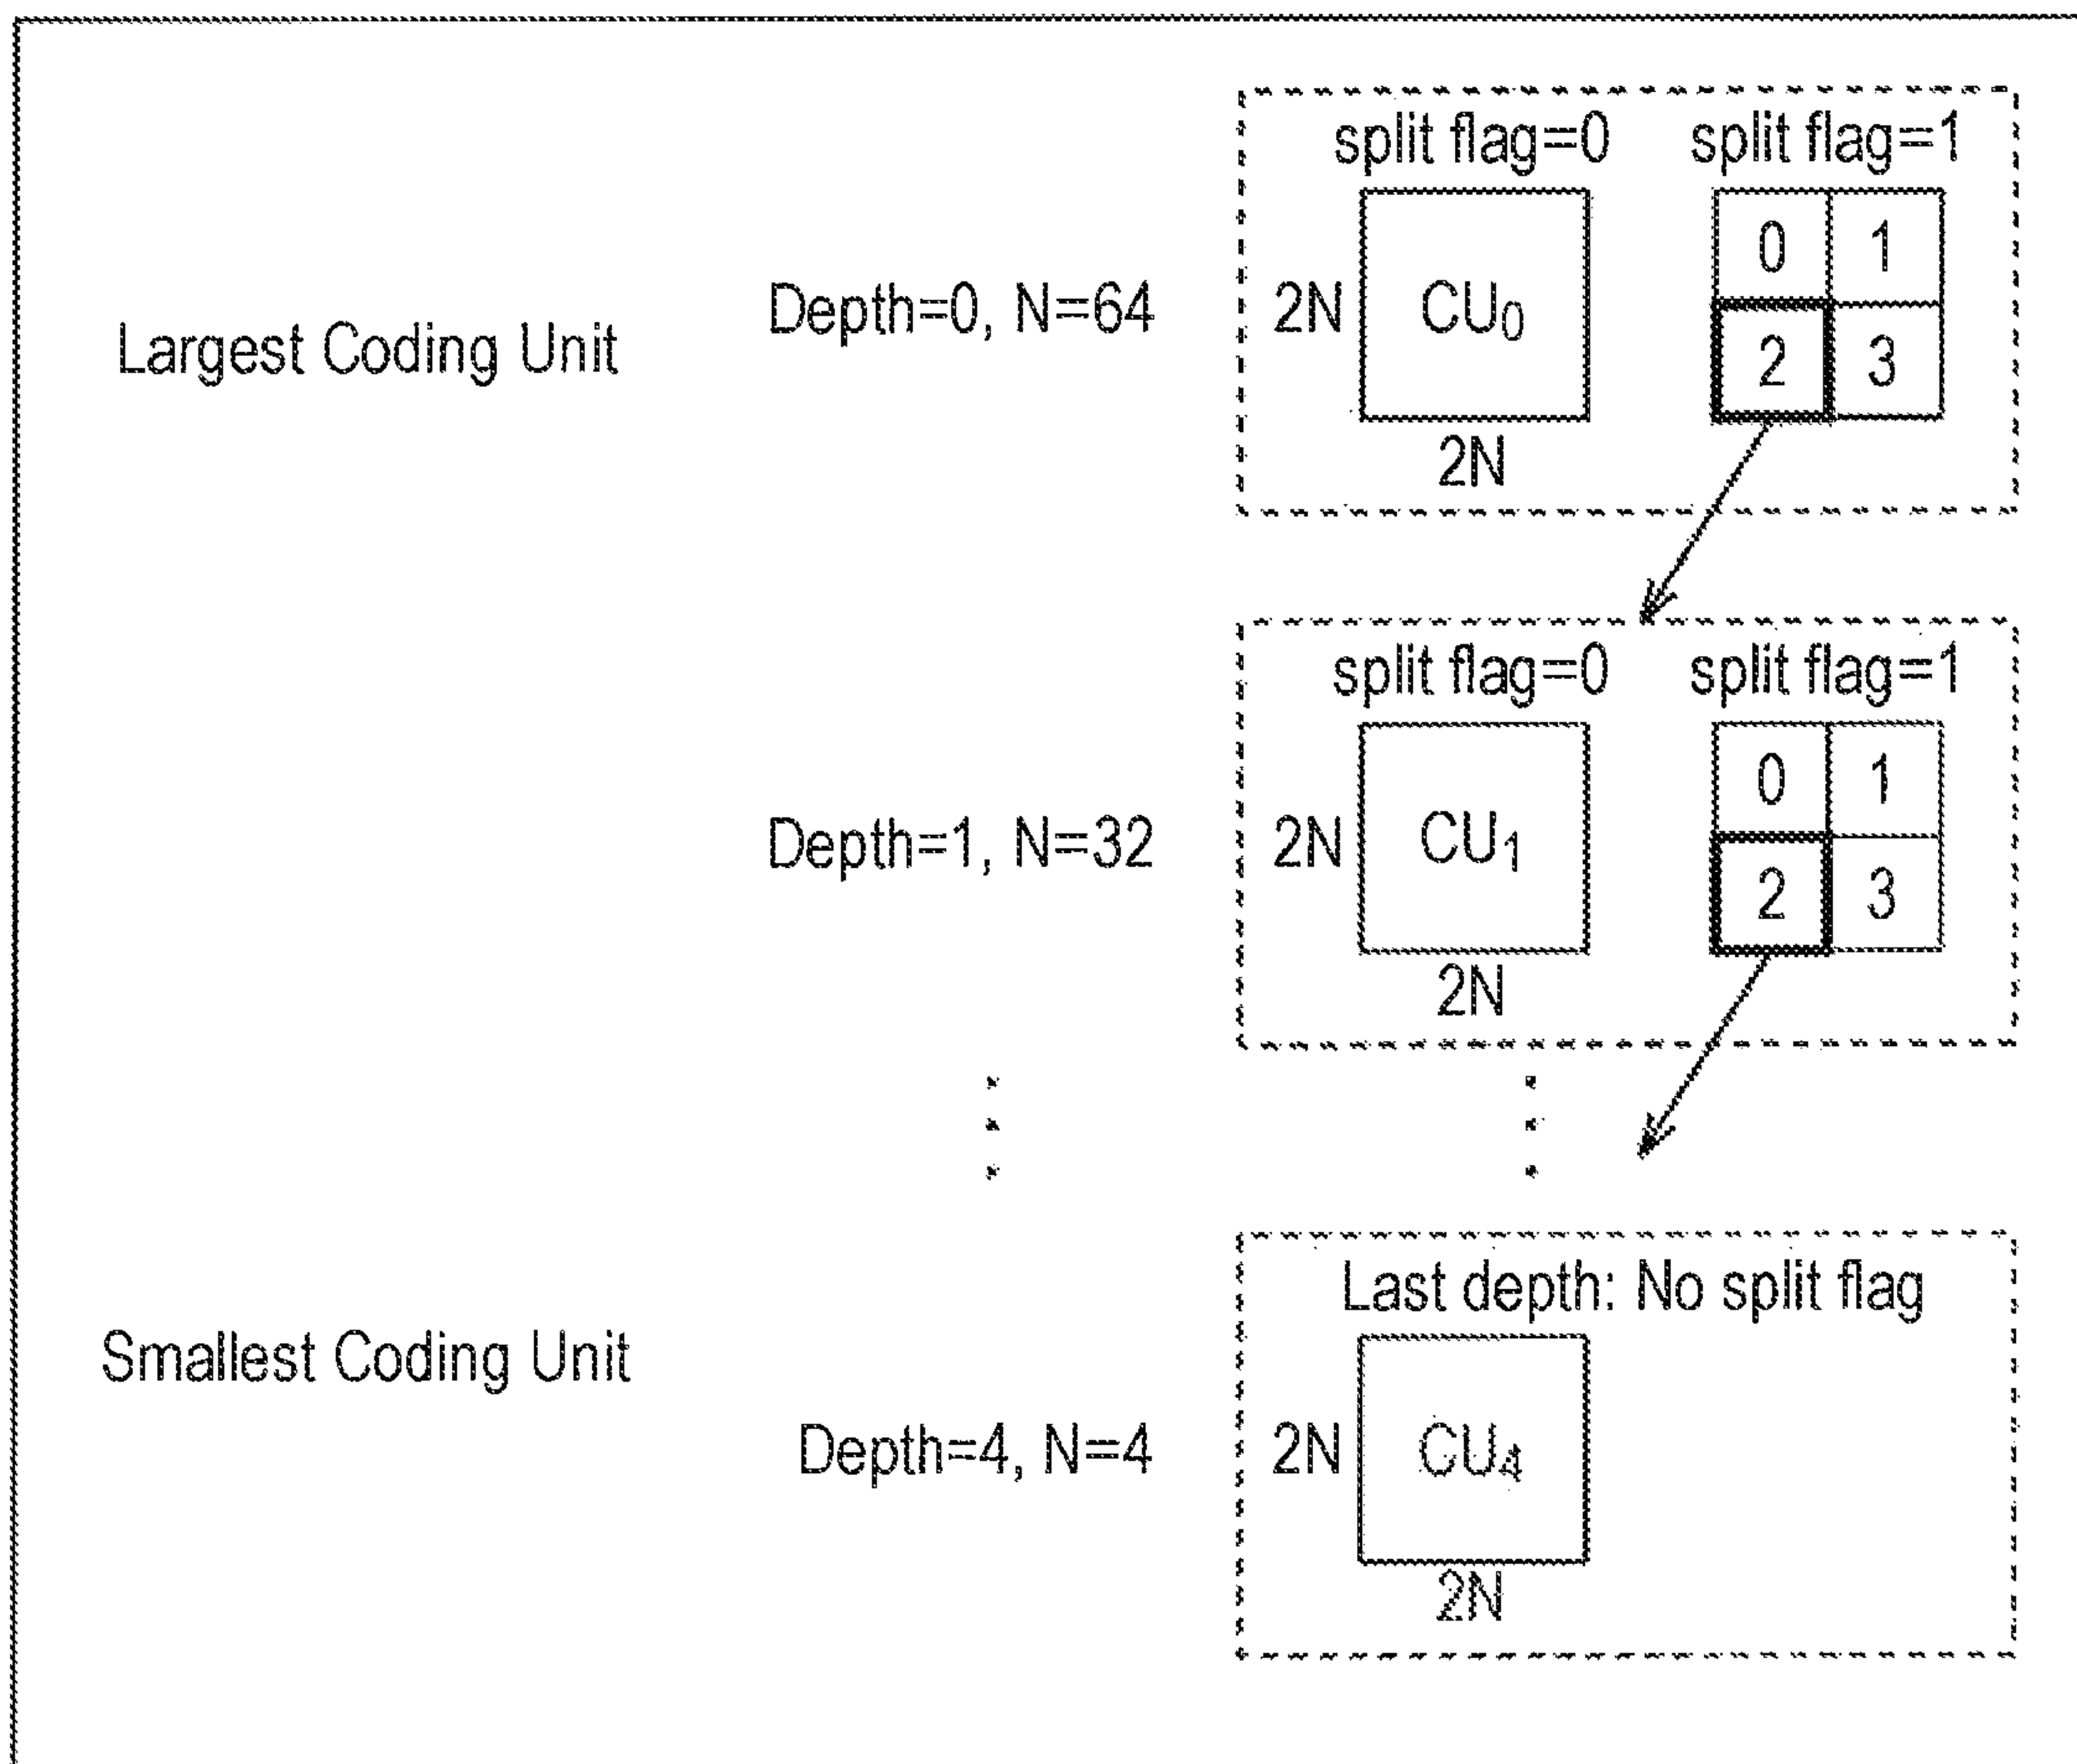 split flag=0 split flag=1
0 1
Largest Coding Unit
Depth=0, N=64
2N CU₀
2 3
2N
split flag=0 split flag=1
0 1
Depth=1, N=32
2N CU₁
2 3
2N
Last depth: No split flag
Smallest Coding Unit
Depth=4, N=4
2N CU₄
2N